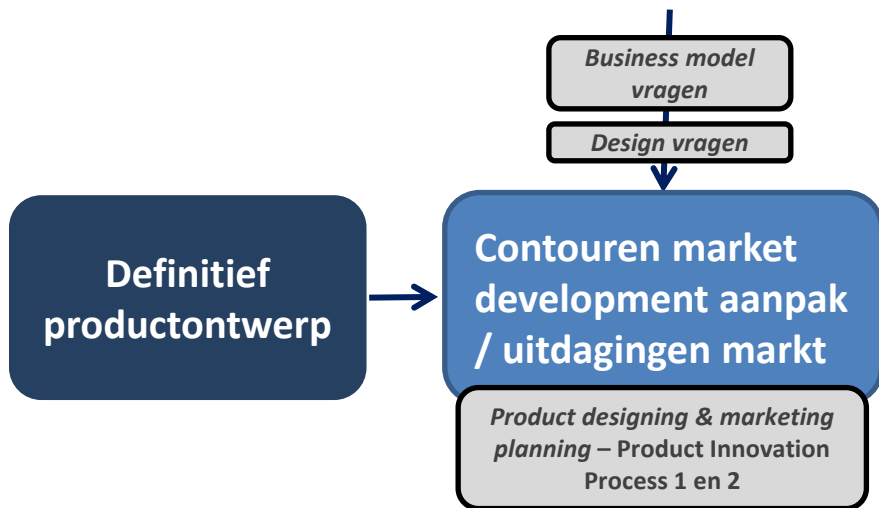 Business model
vragen
Design vragen
Definitief
productontwerp
Contouren market
development aanpak
/ uitdagingen markt
Product designing & marketing
planning – Product Innovation
Process 1 en 2